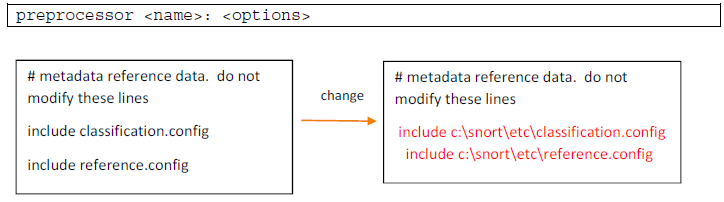 preprocessor <name>: <options>
# metadata reference data.  do not
modify these lines
include classification.config
include reference.config
change
# metadata reference data.  do not
modify these lines
include c:\snort\etc\classification.config
include c:\snort\etc\reference.config